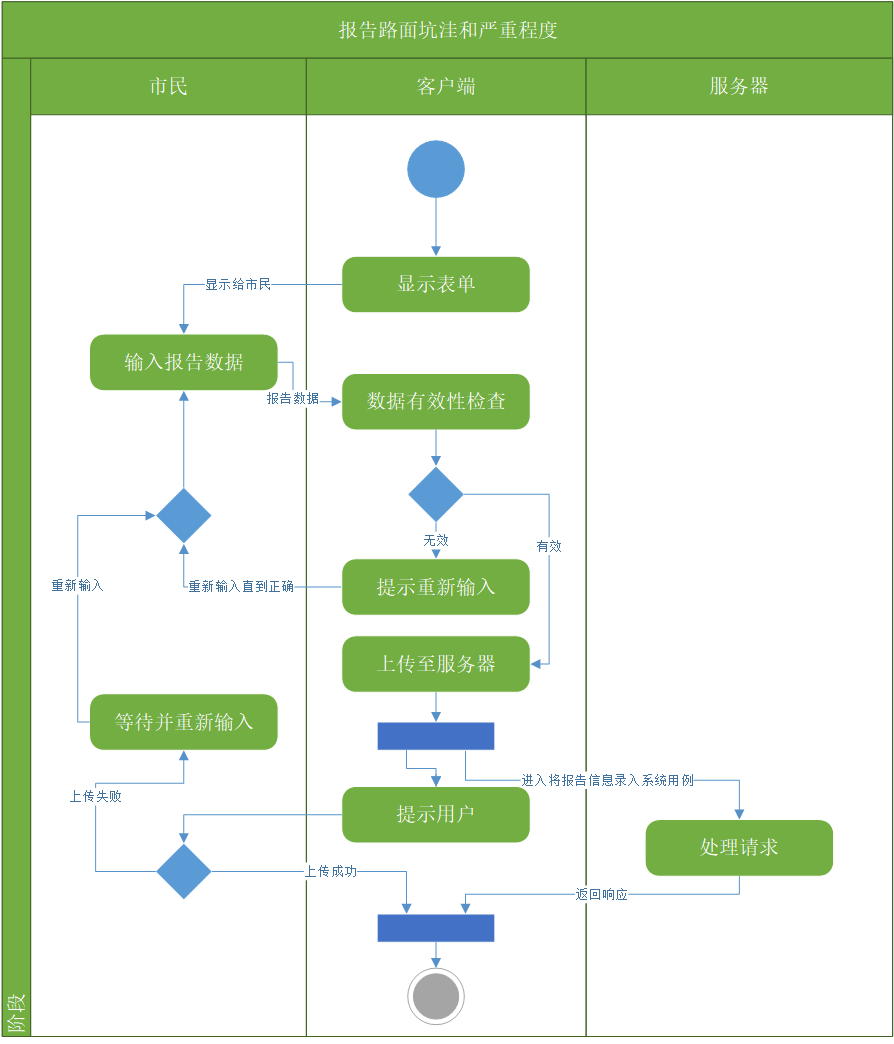 报告路面坑洼和严重程度
市民
客户端
服务器
显示表单
显示给市民
输入报告数据
报告数据
数据有效性检查
无效
有效
重新输入
重新输入直到正确
提示重新输入
上传至服务器
等待并重新输入
进入将报告信息录入系统用例
上传失败
提示用户
处理请求
上传成功
返回响应
阶段